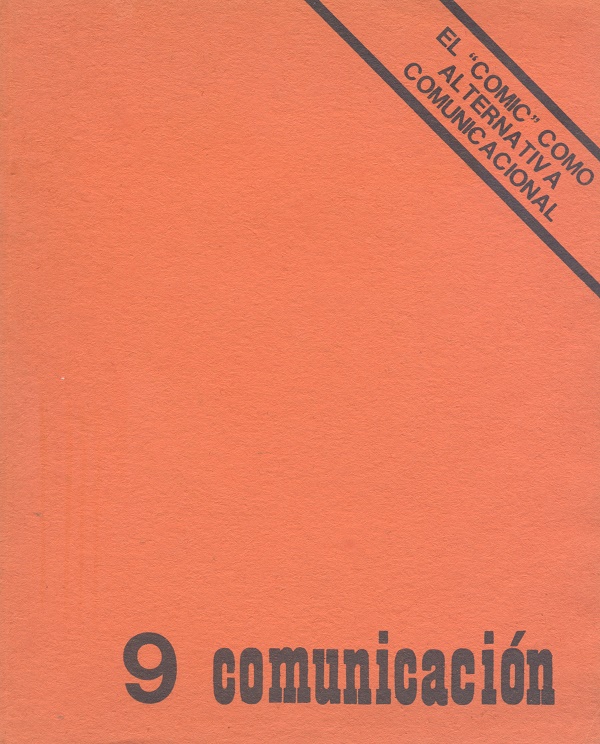 EL "COMIC" COMO
ALTERNATIVA
COMUNICACIONAL
9 comunicación